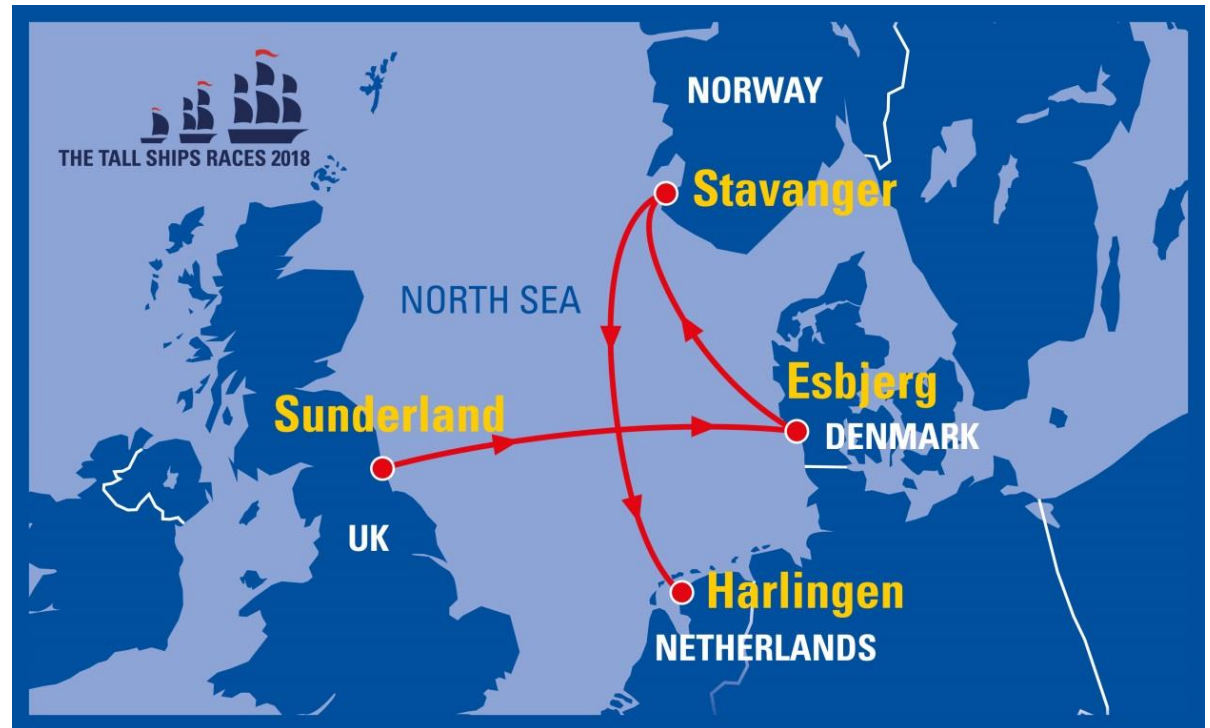 NORWAY
THE TALL SHIPS RACES 2018
Stavanger
NORTH SEA
Esbjerg
Sunderland
DENMARK
UK
Harlingen
NETHERLANDS